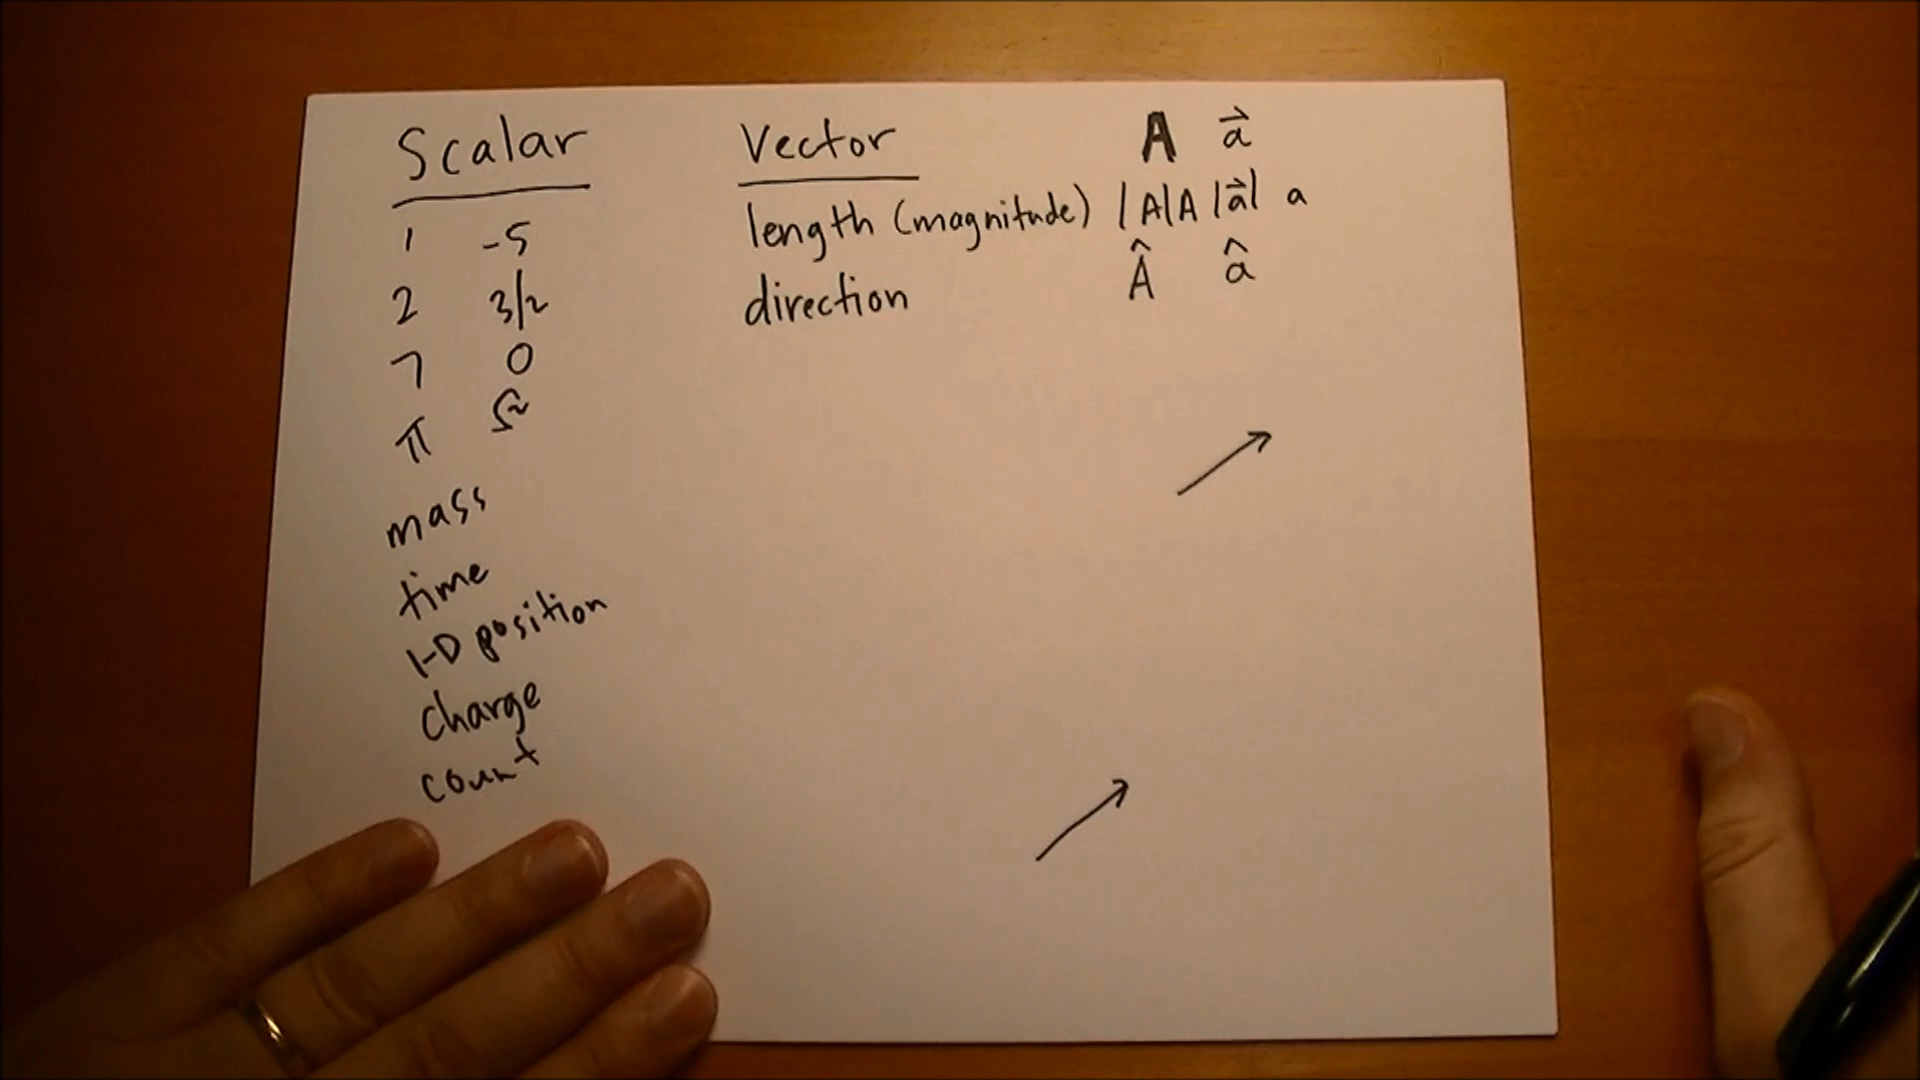 Scalar Vector A a⃗
1 -5 length (magnitude) |A| A |a⃗| a
2 3/2 direction Â â
7 0
π
mass
time
1-D position
charge
count